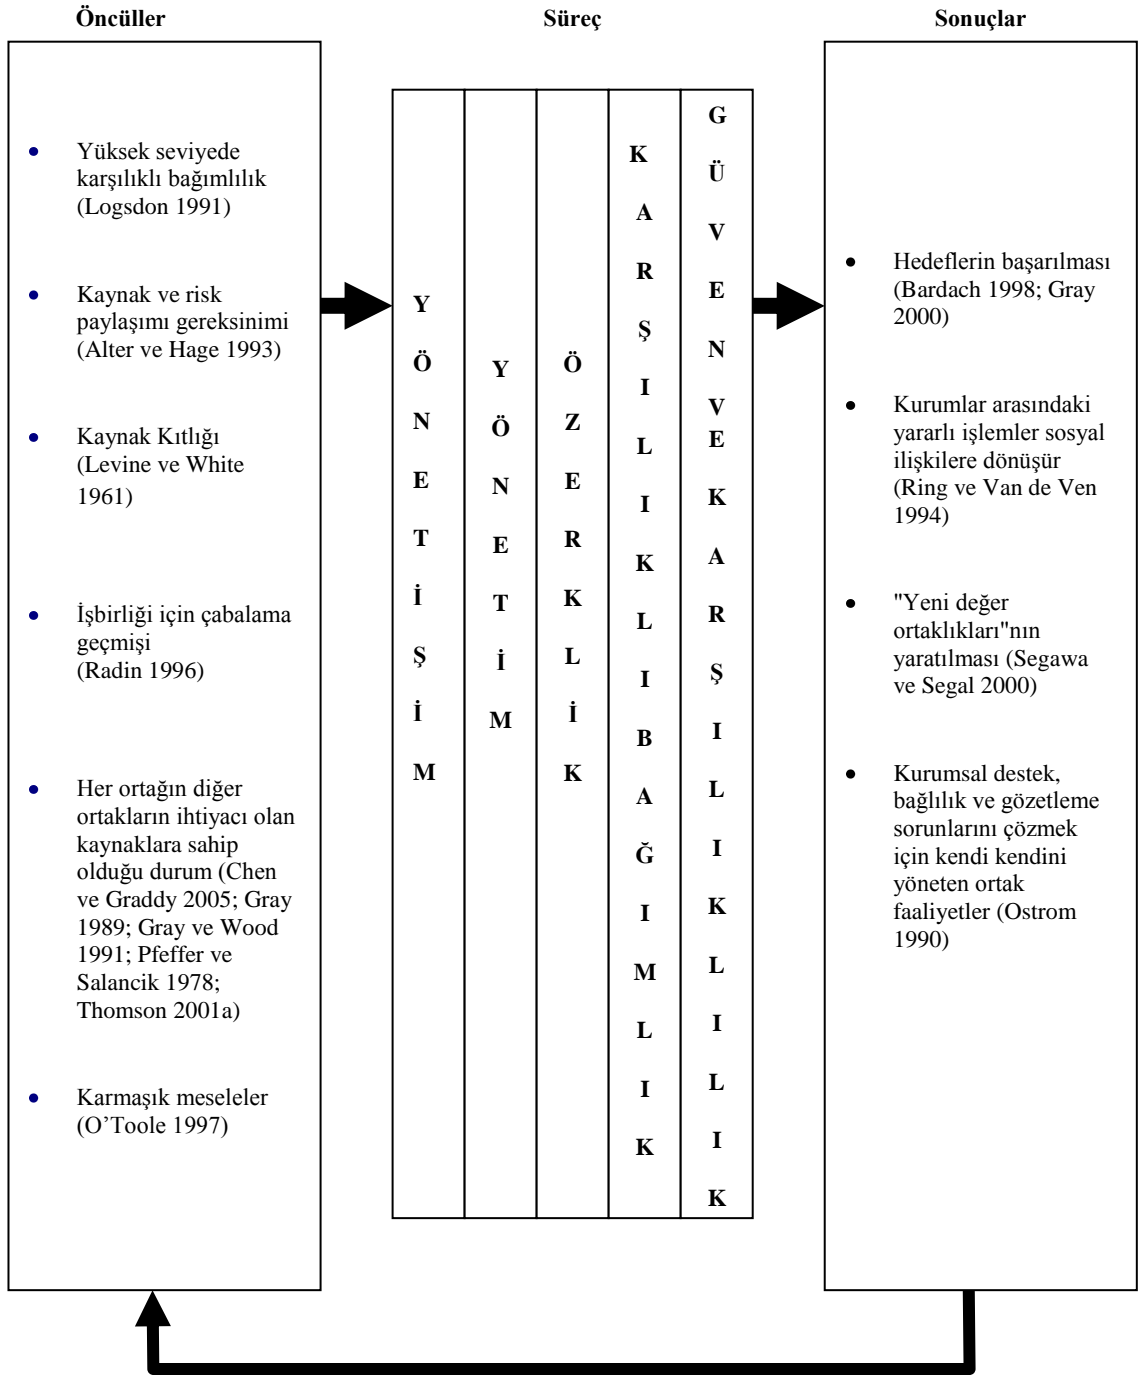 Öncüller
Süreç
Sonuçlar
• Yüksek seviyede
karşılıklı bağımlılık
(Logsdon 1991)
• Kaynak ve risk
paylaşımı gereksinimi
(Alter ve Hage 1993)
• Kaynak Kıtlığı
(Levine ve White
1961)
• İşbirliği için çabalama
geçmişi
(Radin 1996)
• Her ortağın diğer
ortakların ihtiyacı olan
kaynaklara sahip
olduğu durum (Chen
ve Graddy 2005; Gray
1989; Gray ve Wood
1991; Pfeffer ve
Salancik 1978;
Thomson 2001a)
• Karmaşık meseleler
(O’Toole 1997)
YÖNETİŞİM
YÖNETİM
ÖZERKLİK
KARŞILIKLIBAĞIMLIK
GÜVENVEKARŞILIKLILIK
• Hedeflerin başarılması
(Bardach 1998; Gray
2000)
• Kurumlar arasındaki
yararlı işlemler sosyal
ilişkilere dönüşür
(Ring ve Van de Ven
1994)
• "Yeni değer
ortaklıkları"nın
yaratılması (Segawa
ve Segal 2000)
• Kurumsal destek,
bağlılık ve gözetleme
sorunlarını çözmek
için kendi kendini
yöneten ortak
faaliyetler (Ostrom
1990)